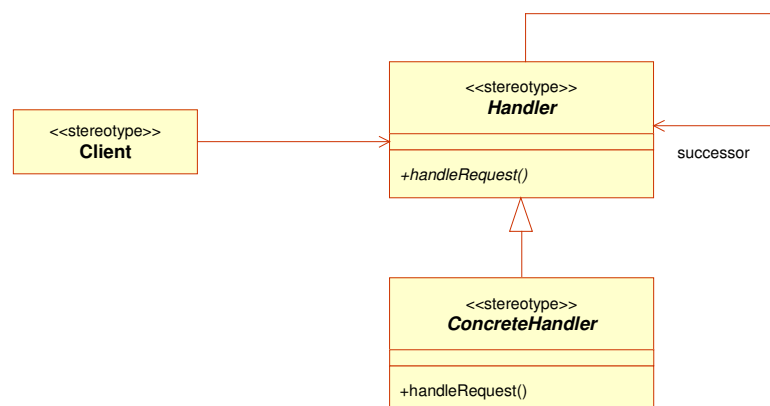 <<stereotype>>
Handler
<<stereotype>>
Client
successor
+handleRequest()
<<stereotype>>
ConcreteHandler
+handleRequest()